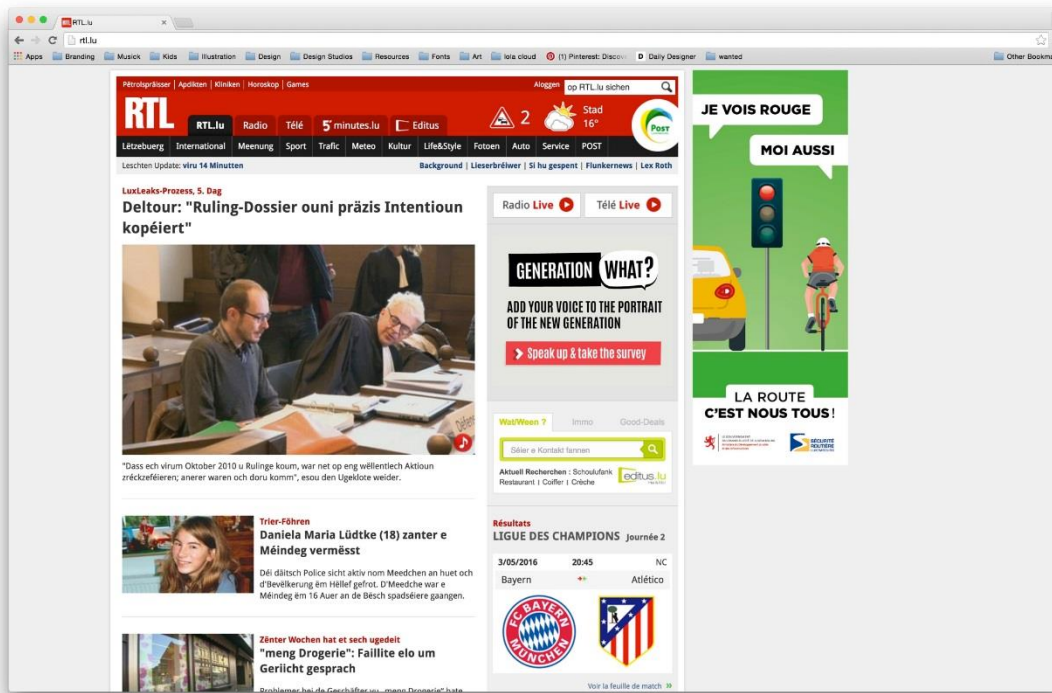 RTL.lu
rtl.lu
Apps Branding Musick Kids Illustration Design Design Studios Resources Fonts Art lola cloud (1) Pinterest: Discov Daily Designer wanted Other Bookma
Pëtrolspräisser | Apdikten | Kliniken | Horoskop | Games Aloggen op RTL.lu sichen
RTL RTL.lu Radio Télé 5minutes.lu Editus 2 Stad 16° POST
Lëtzebuerg International Meenung Sport Trafic Meteo Kultur Life&Style Fotoen Auto Service POST
Leschten Update: viru 14 Minutten Background | Lieserbréiwer | Si hu gespent | Flunkernews | Lex Roth
LuxLeaks-Prozess, 5. Dag
Deltour: "Ruling-Dossier ouni präzis Intentioun
kopéiert"
Défens
"Dass ech virum Oktober 2010 u Rulinge koum, war net op eng wëllentlech Aktioun
zréckzeféieren; anerer waren och doru komm", esou den Ugeklote weider.
Trier-Föhren
Daniela Maria Lüdtke (18) zanter e
Méindeg vermësst
Déi däitsch Police sicht aktiv nom Meedchen an huet och
d'Bevëlkerung ëm Hëllef gefrot. D'Meedche war e
Méindeg ëm 16 Auer an de Bësch spadséiere gaangen.
Zënter Wochen hat et sech ugedeit
"meng Drogerie": Faillite elo um
Geriicht gesprach
Radio Live Télé Live
GENERATION WHAT?
ADD YOUR VOICE TO THE PORTRAIT
OF THE NEW GENERATION
Speak up & take the survey
Wat/Ween ? Immo Good-Deals
Sëier e Kontakt fannen
Aktuell Recherchen : Schoulufank
Restaurant | Coiffer | Crèche
editus.lu
Résultats
LIGUE DES CHAMPIONS Journée 2
3/05/2016 20:45 NC
Bayern Atlético
FC BAYERN
MÜNCHEN
Voir la feuille de match
JE VOIS ROUGE
MOI AUSSI
LA ROUTE
C'EST NOUS TOUS !
SÉCURITÉ
ROUTIÈRE